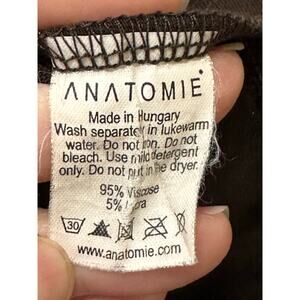 ANATOMIE
Made in Hungary
Wash separately in lukewarm
water. Do not iron. Do not
bleach. Use mild detergent
only. Do not put in the dryer.
95% Viscose
5%
30
www.anatomie.com